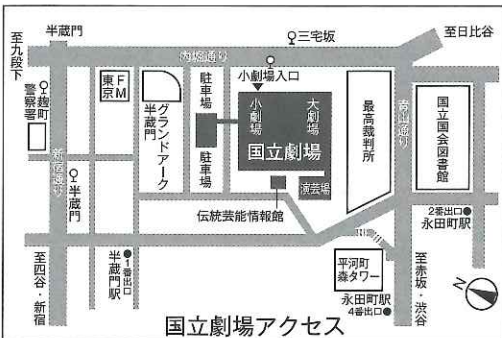 至九段下
半蔵門
内堀通り
三宅坂
至日比谷
麹町警察署
FM東京
グランドアーク半蔵門
駐車場
駐車場
小劇場入口
小劇場
大劇場
国立劇場
演芸場
伝統芸能情報館
最高裁判所
青山通り
国立国会図書館
新宿通り
半蔵門
至四谷・新宿
半蔵門駅
1番出口
2番出口
永田町駅
平河町森タワー
永田町駅
4番出口
至赤坂・渋谷
N
国立劇場アクセス